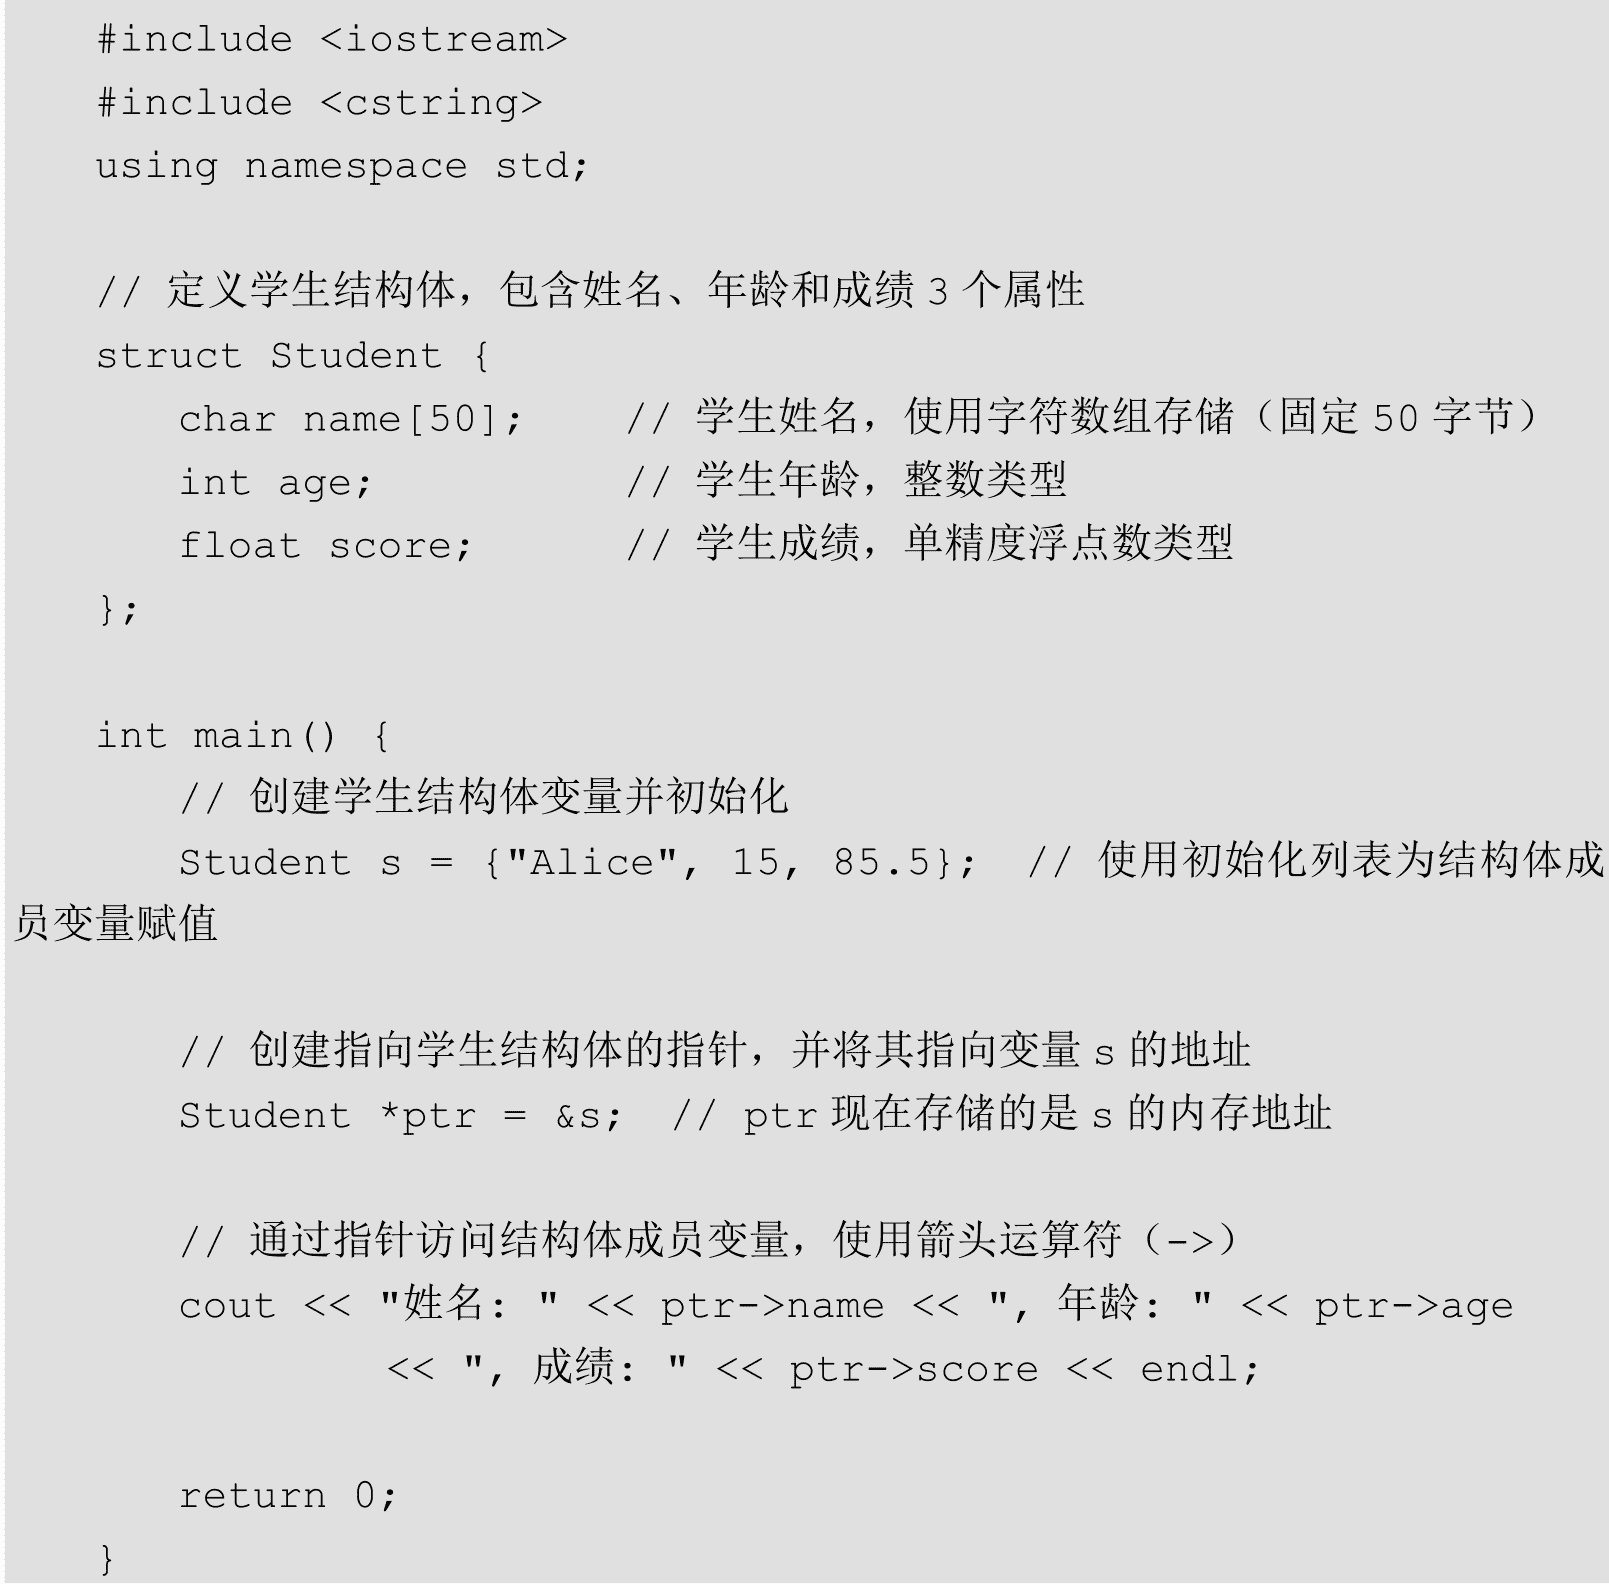 #include <iostream>
#include <cstring>
using namespace std;
// 定义学生结构体，包含姓名、年龄和成绩 3 个属性
struct Student {
char name[50]; // 学生姓名，使用字符数组存储（固定 50 字节）
int age; // 学生年龄，整数类型
float score; // 学生成绩，单精度浮点数类型
};
int main() {
// 创建学生结构体变量并初始化
Student s = {"Alice", 15, 85.5}; // 使用初始化列表为结构体成
员变量赋值
// 创建指向学生结构体的指针，并将其指向变量 s 的地址
Student *ptr = &s; // ptr 现在存储的是 s 的内存地址
// 通过指针访问结构体成员变量，使用箭头运算符（->）
cout << "姓名: " << ptr->name << ", 年龄: " << ptr->age
<< ", 成绩: " << ptr->score << endl;
return 0;
}